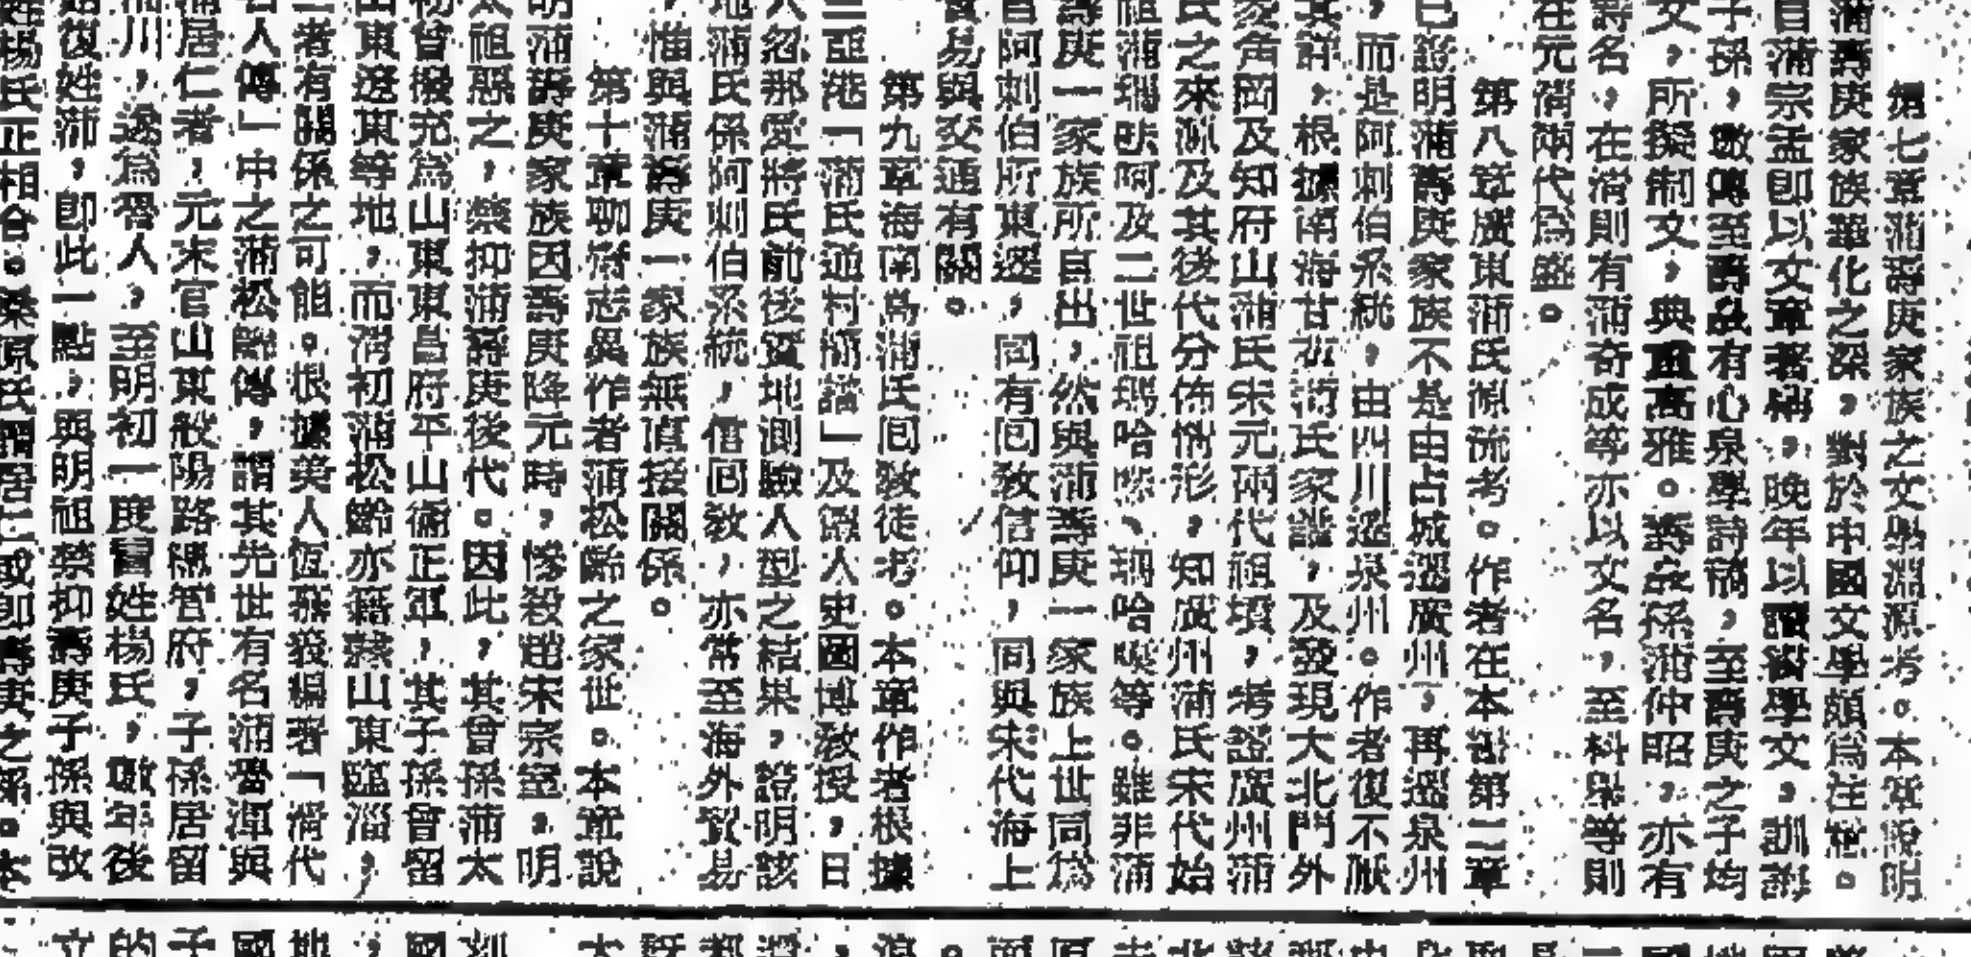 第七章蒲壽庚家族之文學淵源考。本章說明
蒲壽庚家族華化之深，對於中國文學頗為注意。
自蒲宗孟即以文章著稱，晚年以讀資學文，訓誨
子孫，數傳至壽宬有心泉學詩稿，至壽庚之子均
文，所擬制文，典重高雅。壽宬孫蒲仲昭，亦有
爵名，在清則有蒲奇成等亦以文名，至科舉等則
在元清兩代為盛。
第八章廣東蒲氏源流考。作者在本書第二章
已證明蒲壽庚家族不是由占城遷廣州，再遷泉州
，而是阿剌伯系統，由四川遷泉州。作者復不厭
其詳，根據南海甘蕉蒲氏家譜，及發現大北門外
象角岡及知府山蒲氏宋元兩代祖墳，考證廣州蒲
氏之來源及其後代分佈情形，知廣州蒲氏宋代始
祖蒲瑪 阿及二世祖瑪哈 、瑪哈 等。雖非蒲
壽庚一家族所自出，然與蒲壽庚一家族上世同為
自阿剌伯所東遷，同有回教信仰，同與宋代海上
貿易與交通有關。
第九章海南島蒲氏回教徒考。本章作者根據
三亞港「蒲氏通村 譜」及 人史國博教授，日
人忽那愛將氏前後實地測驗人型之結果，證明該
地蒲氏係阿剌伯系統，信回教，亦常至海外貿易
，惟與蒲壽庚一家族無直接關係。
第十章聊齋志異作者蒲松齡之家世。本章說
明蒲壽庚家族因壽庚降元時，慘殺趙宋宗室，明
太祖惡之，禁抑蒲壽庚後代。因此，其曾孫蒲太
初曾撥充為山東東昌府平山衛正軍，其子孫曾留
山東遼東等地，而清初蒲松齡亦籍隸山東臨淄，
二者有關係之可能。根據美人恆慕義編著「清代
名人傳」中之蒲松齡傳，謂其先世有名蒲魯渾與
蒲居仁者，元末官山東般陽路總管府，子孫居留
淄川，遂為魯人，至明初一度冒姓楊氏，數年後
始復姓蒲，即此一點，與明祖禁抑壽庚子孫與改
姓楊氏正相合。桑原氏謂居仁或即壽庚之孫。本